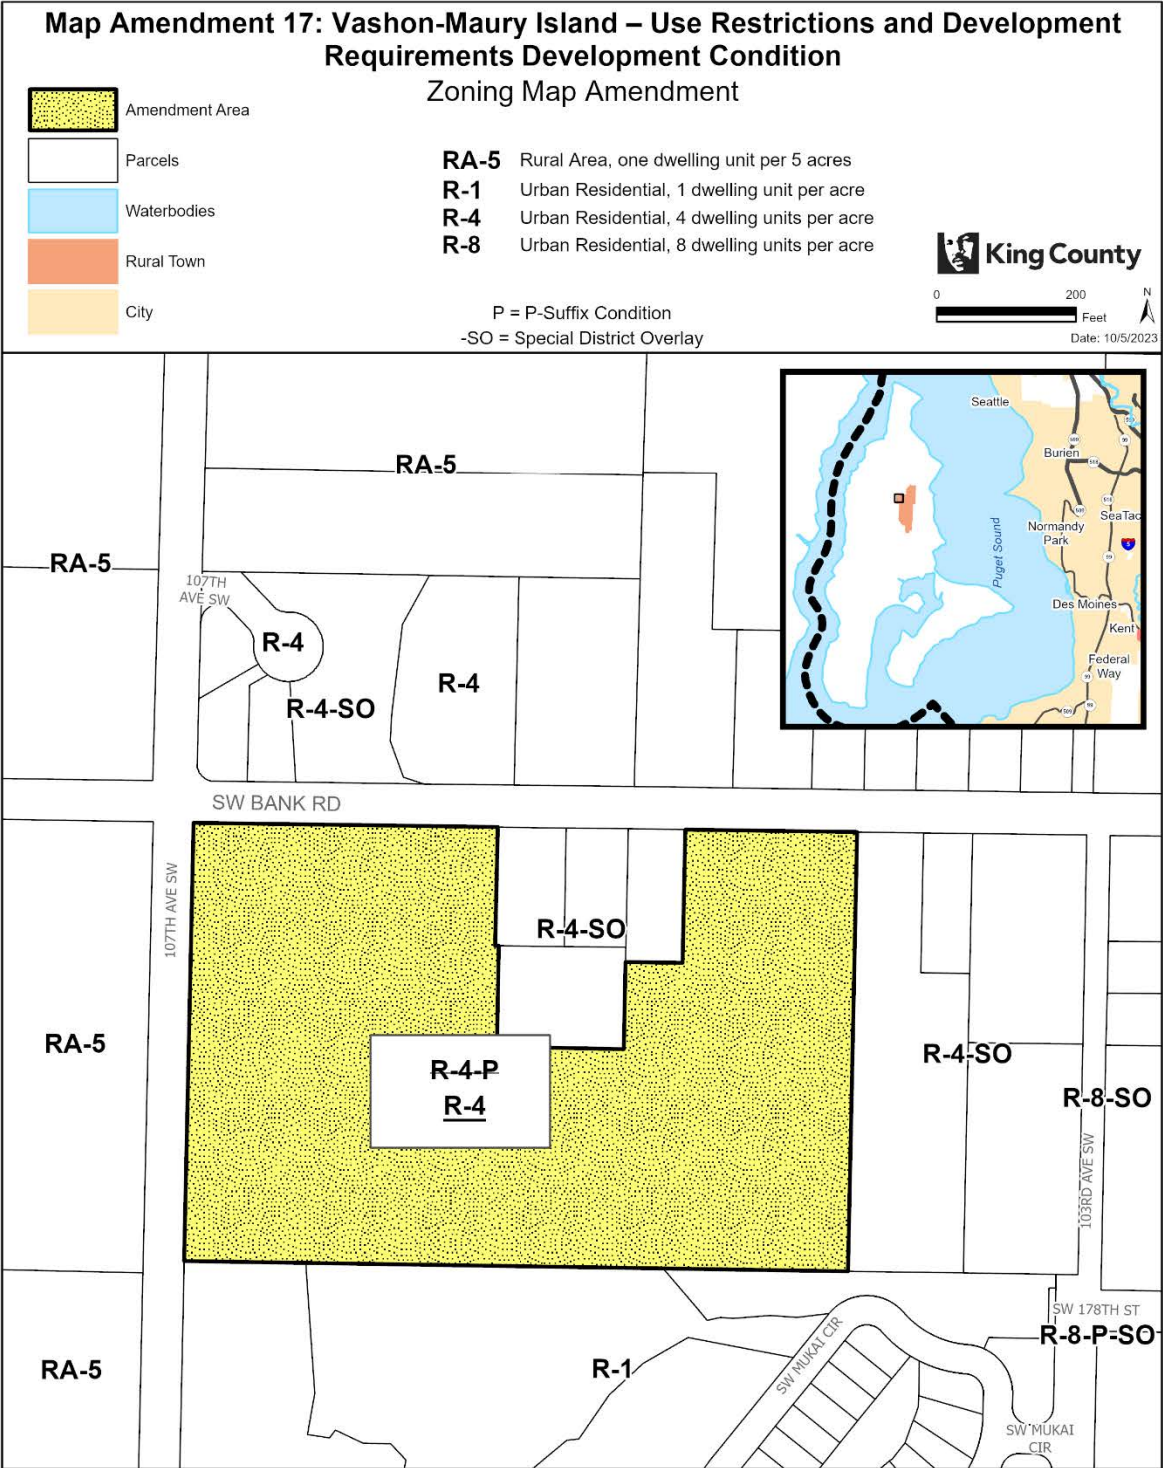 Map Amendment 17: Vashon-Maury Island – Use Restrictions and Development
Requirements Development Condition
Zoning Map Amendment
Amendment Area
Parcels
Waterbodies
Rural Town
City
RA-5 Rural Area, one dwelling unit per 5 acres
R-1 Urban Residential, 1 dwelling unit per acre
R-4 Urban Residential, 4 dwelling units per acre
R-8 Urban Residential, 8 dwelling units per acre
P = P-Suffix Condition
-SO = Special District Overlay
King County
0 200
Feet
N
Date: 10/5/2023
Seattle
Burien
Normandy
Park
SeaTac
Puget Sound
Des Moines
Kent
Federal
Way
509
518
99
5
RA-5
RA-5
107TH
AVE SW
R-4
R-4-SO
R-4
SW BANK RD
107TH AVE SW
R-4-SO
RA-5
R-4-P
R-4
R-4-SO
R-8-SO
103RD AVE SW
SW 178TH ST
R-8-P-SO
RA-5
R-1
SW MUKAI CIR
SW MUKAI
CIR